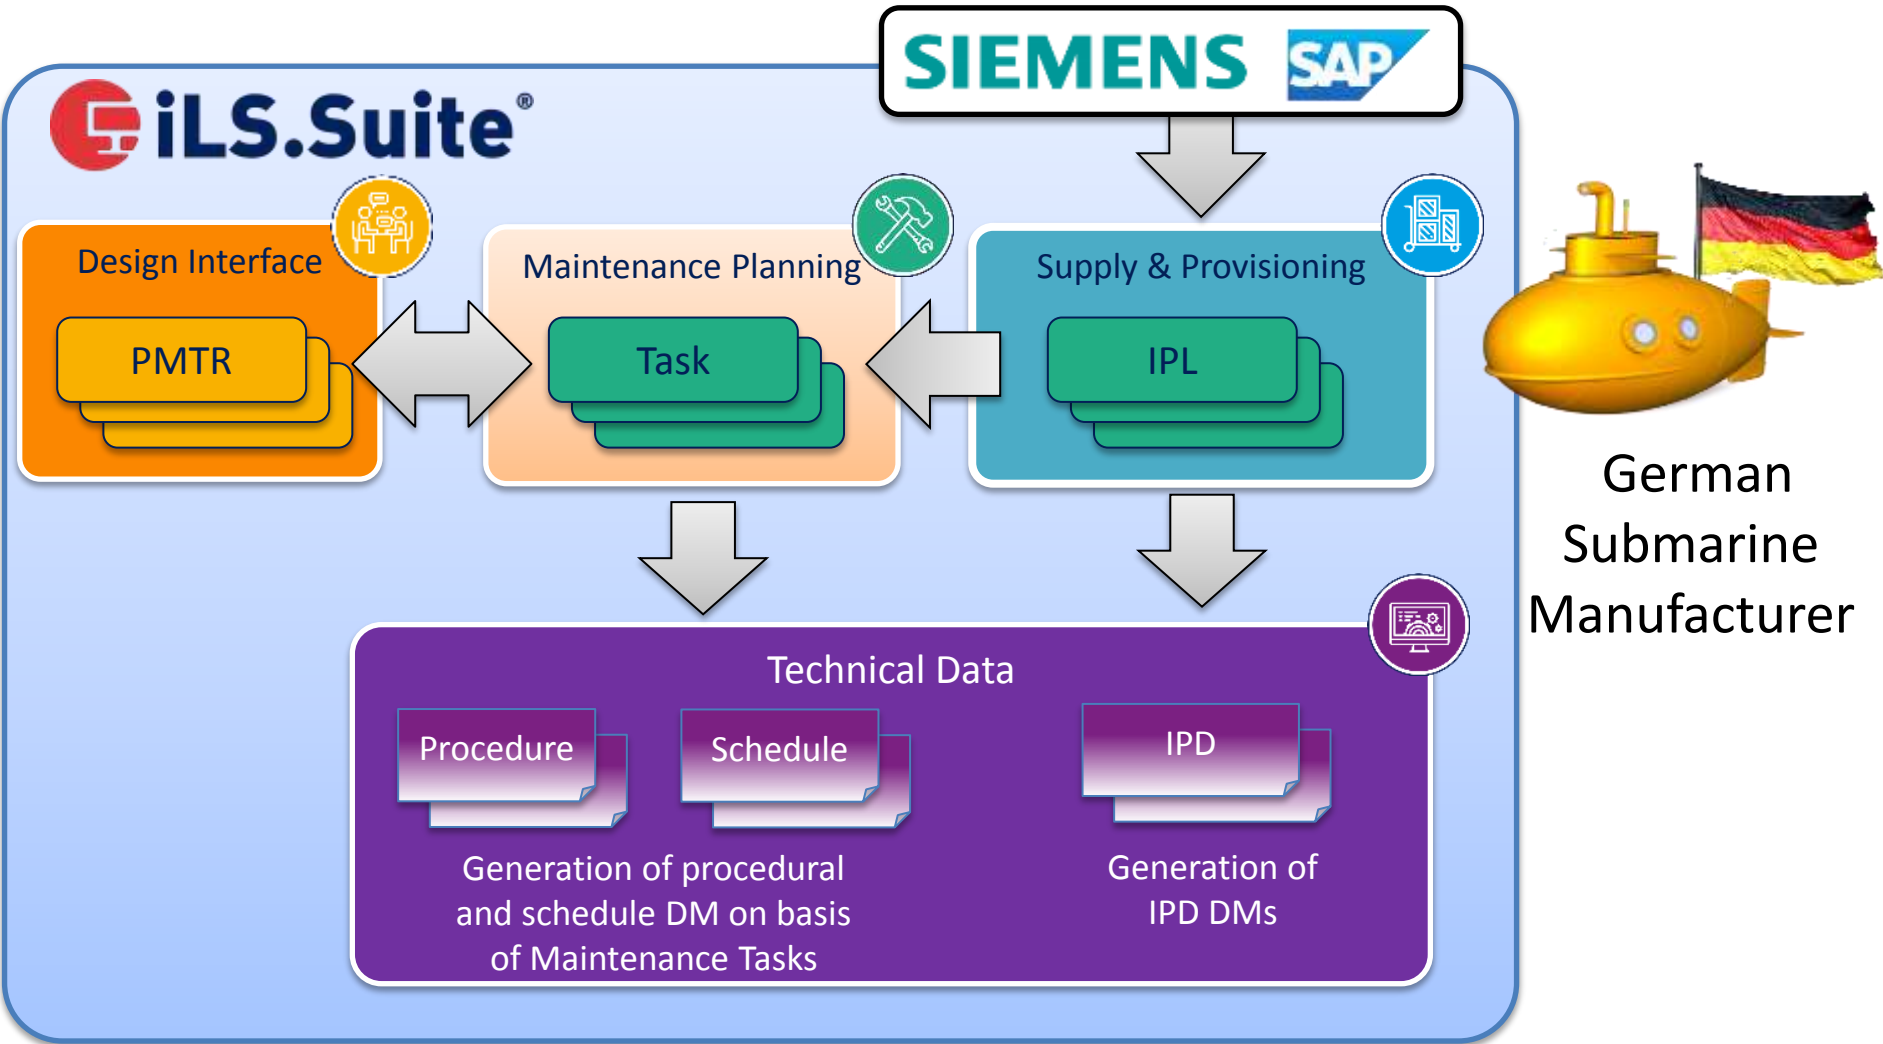 SIEMENS SAP
iLS.Suite®
Design Interface
PMTR
Maintenance Planning
Task
Supply & Provisioning
IPL
German
Submarine
Manufacturer
Technical Data
Procedure
Schedule
IPD
Generation of procedural
and schedule DM on basis
of Maintenance Tasks
Generation of
IPD DMs